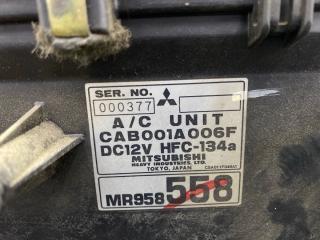 SER. NO.
000377
A/C UNIT
CAB001A006F
DC12V HFC-134a
MITSUBISHI
HEAVY INDUSTRIES, LTD.
TOKYO, JAPAN
MR958558